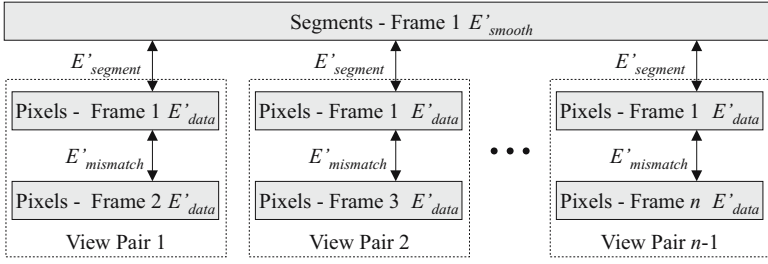 Segments - Frame 1 E'smooth
E'segment E'segment E'segment
Pixels - Frame 1 E'data Pixels - Frame 1 E'data Pixels - Frame 1 E'data
E'mismatch E'mismatch E'mismatch
Pixels - Frame 2 E'data Pixels - Frame 3 E'data Pixels - Frame n E'data
View Pair 1 View Pair 2 View Pair n-1